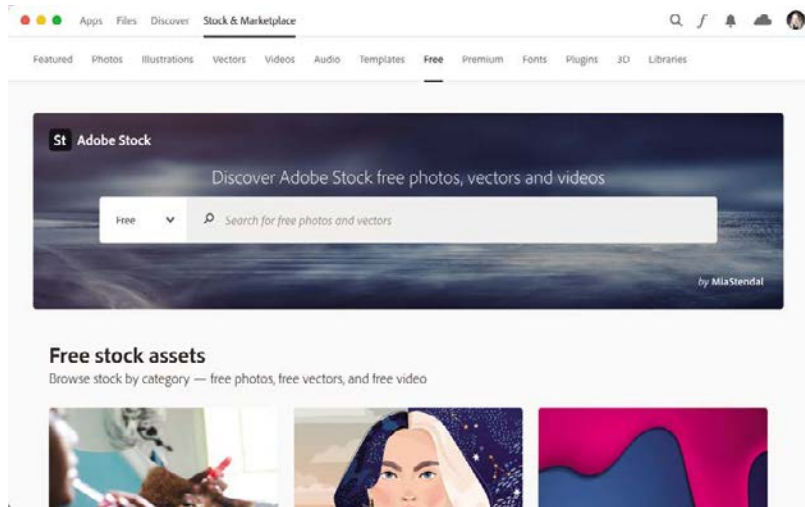 Apps Files Discover Stock & Marketplace
Featured Photos Illustrations Vectors Videos Audio Templates Free Premium Fonts Plugins 3D Libraries
St Adobe Stock
Discover Adobe Stock free photos, vectors and videos
Free Search for free photos and vectors
by MiaStendal
Free stock assets
Browse stock by category — free photos, free vectors, and free video